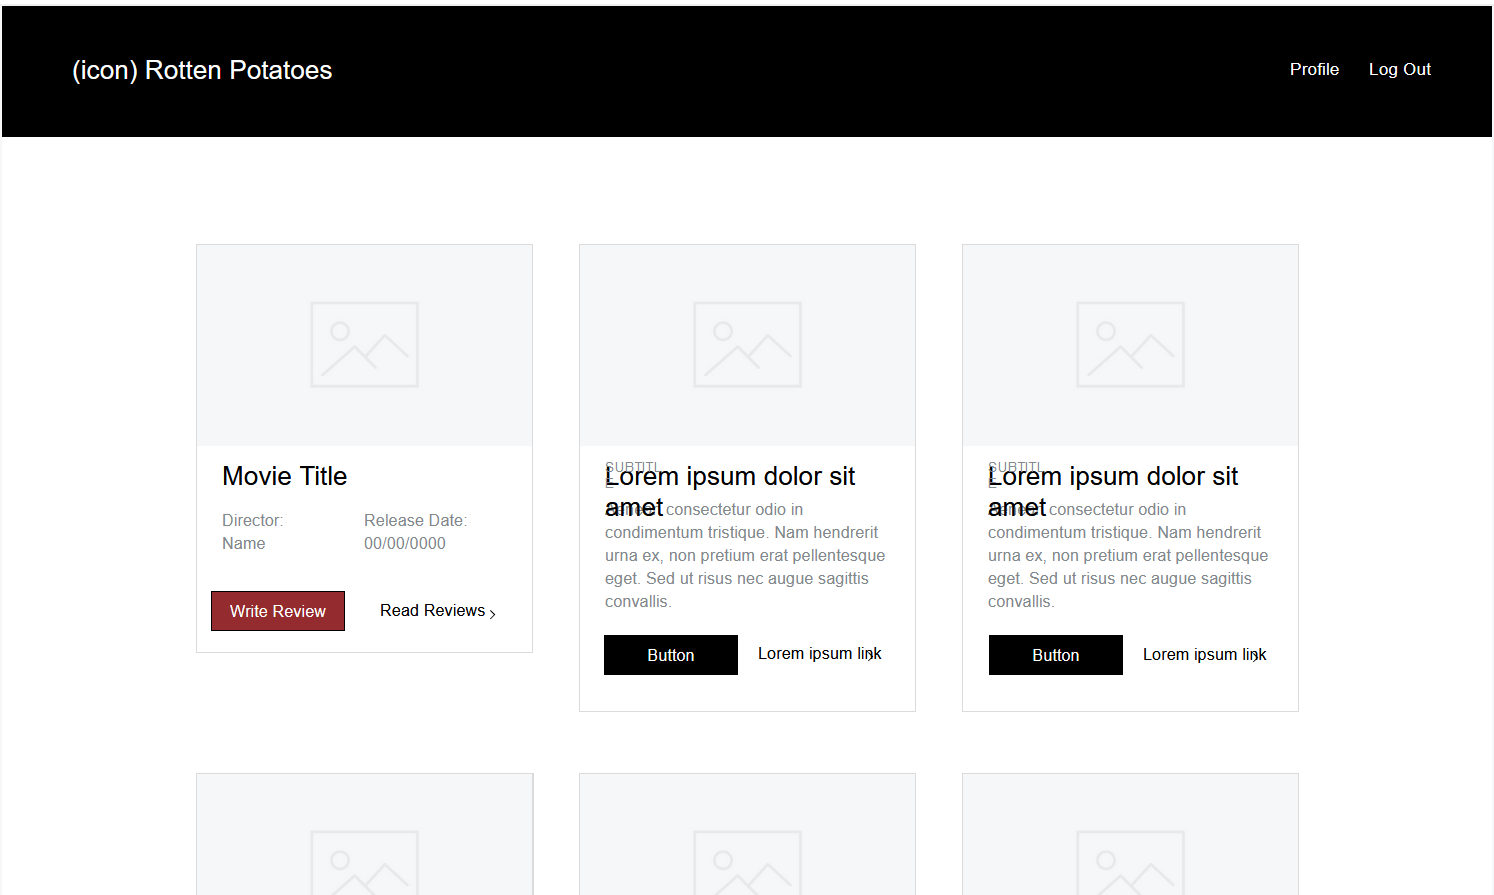 (icon) Rotten Potatoes
Profile
Log Out
Movie Title
Director:
Name
Release Date:
00/00/0000
Write Review
Read Reviews
SUBTITL
E
Lorem ipsum dolor sit
amet
consectetur odio in
condimentum tristique. Nam hendrerit
urna ex, non pretium erat pellentesque
eget. Sed ut risus nec augue sagittis
convallis.
Button
Lorem ipsum link
SUBTITL
E
Lorem ipsum dolor sit
amet
consectetur odio in
condimentum tristique. Nam hendrerit
urna ex, non pretium erat pellentesque
eget. Sed ut risus nec augue sagittis
convallis.
Button
Lorem ipsum link